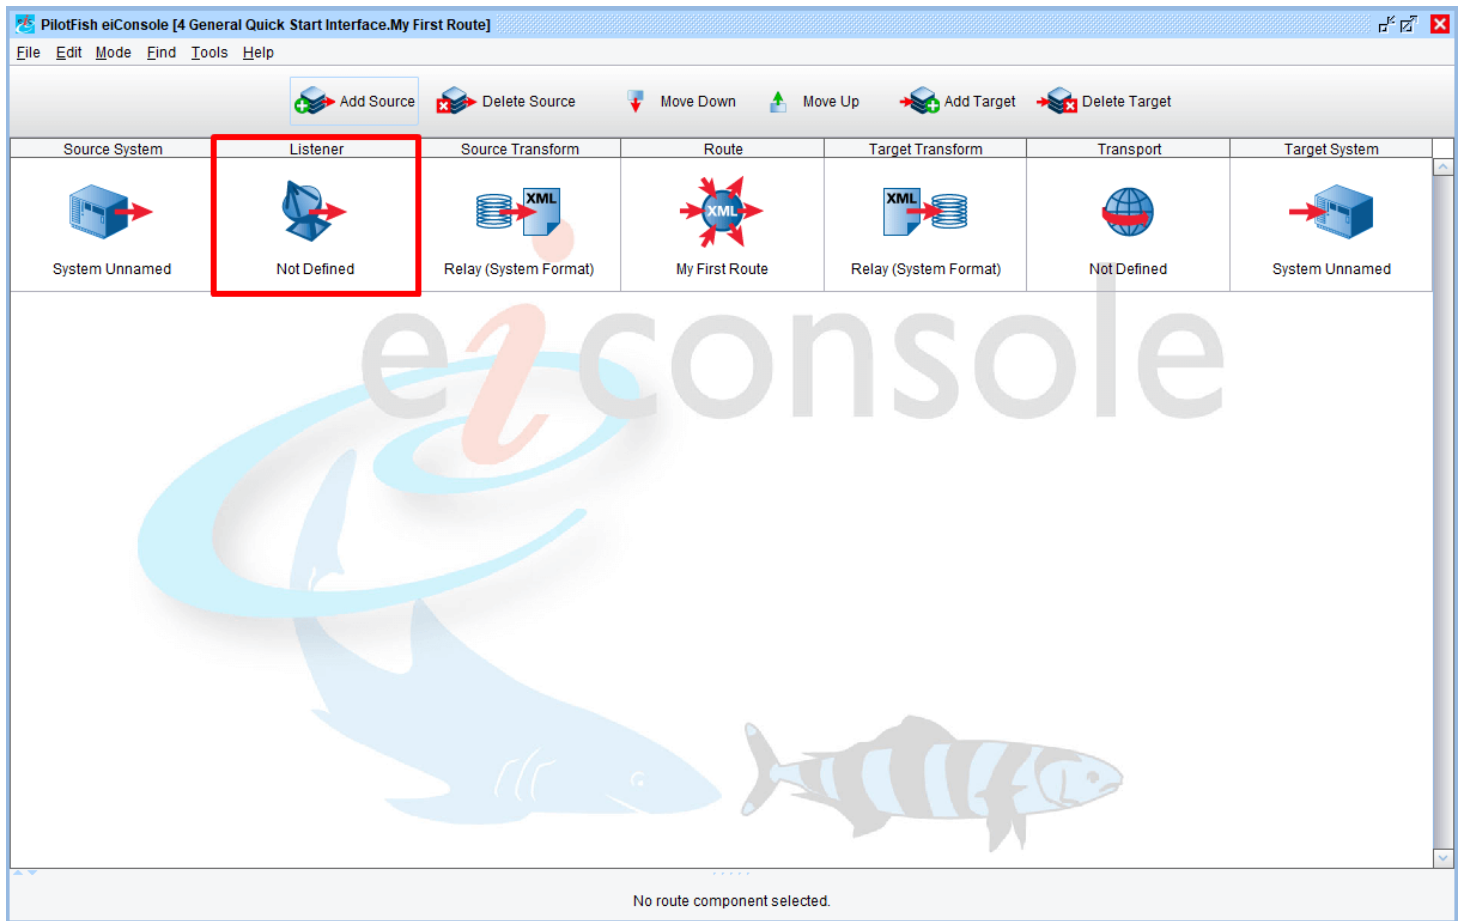 PilotFish eiConsole [4 General Quick Start Interface.My First Route]
File Edit Mode Find Tools Help
Add Source Delete Source Move Down Move Up Add Target Delete Target
Source System Listener Source Transform Route Target Transform Transport Target System
XML XML XML
System Unnamed Not Defined Relay (System Format) My First Route Relay (System Format) Not Defined System Unnamed
eiconsole
No route component selected.